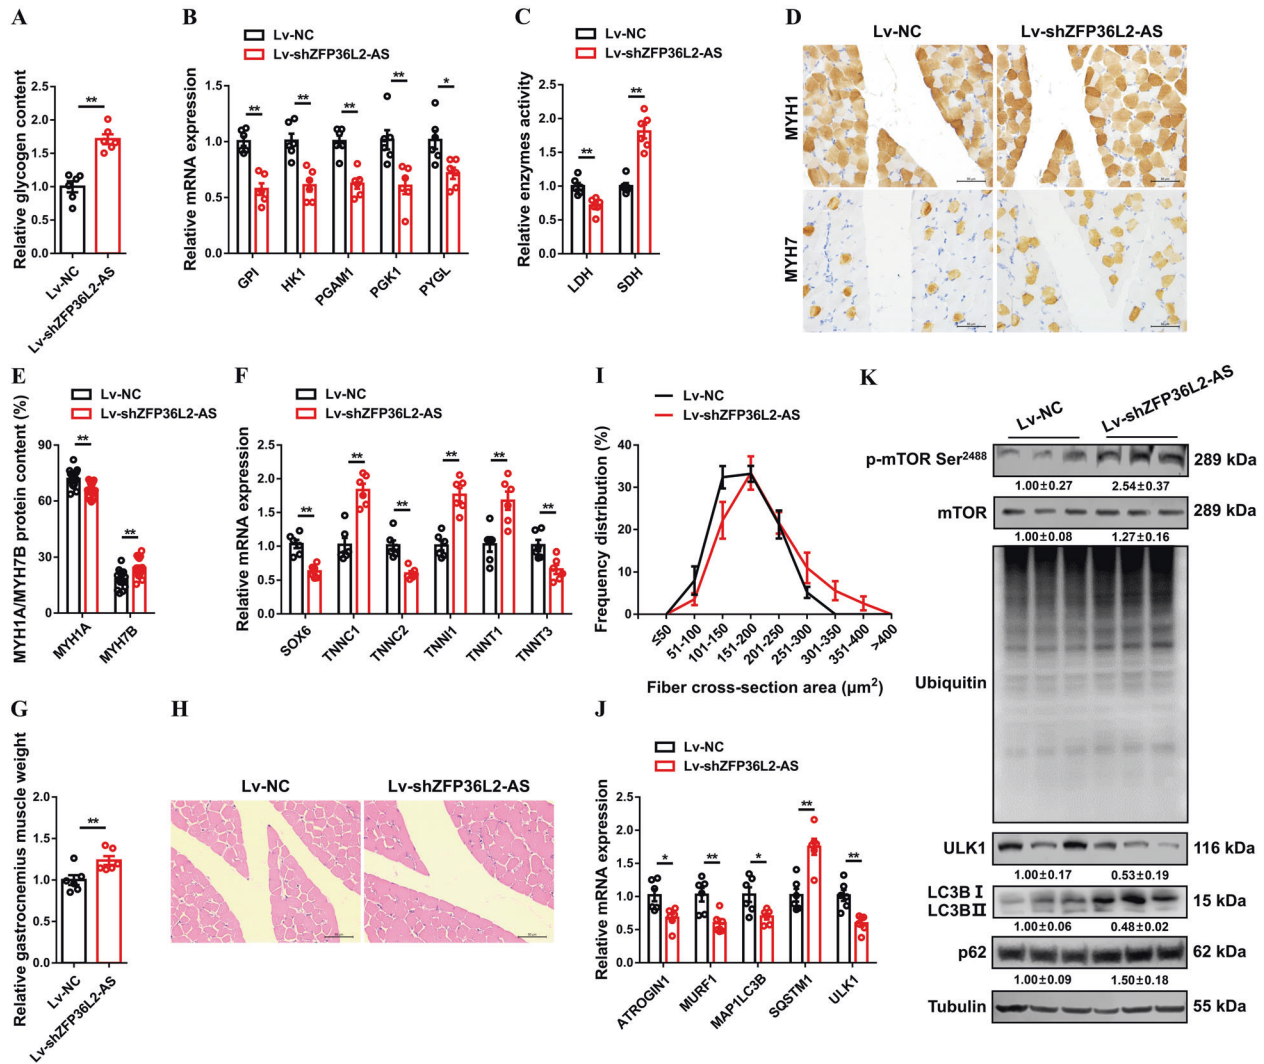 A
Relative glycogen content
2.5
2.0
1.5
1.0
0.5
0.0
Lv-NC
Lv-shZFP36L2-AS
B
Lv-NC
Lv-shZFP36L2-AS
Relative mRNA expression
1.5
1.0
0.5
0.0
** ** ** ** *
GPI HK1 PGAM1 PGK1 PYGL
C
Lv-NC
Lv-shZFP36L2-AS
Relative enzymes activity
2.5
2.0
1.5
1.0
0.5
0.0
** **
LDH SDH
D
Lv-NC Lv-shZFP36L2-AS
MYH1
MYH7
E
Lv-NC
Lv-shZFP36L2-AS
MYH1A/MYH7B protein content (%)
90
60
30
0
** **
MYH1A MYH7B
F
Lv-NC
Lv-shZFP36L2-AS
Relative mRNA expression
2.5
2.0
1.5
1.0
0.5
0.0
** ** ** ** ** **
SOX6 TNNC1 TNNC2 TNNI1 TNNT1 TNNT3
G
Relative gastrocnemius muscle weight
2.0
1.5
1.0
0.5
0.0
**
Lv-NC
Lv-shZFP36L2-AS
H
Lv-NC Lv-shZFP36L2-AS
I
Lv-NC
Lv-shZFP36L2-AS
Frequency distribution (%)
40
30
20
10
0
≤50 51-100 101-150 151-200 201-250 251-300 301-350 351-400 >400
Fiber cross-section area (μm²)
J
Lv-NC
Lv-shZFP36L2-AS
Relative mRNA expression
2.5
2.0
1.5
1.0
0.5
0.0
* ** * ** **
ATROGIN1 MURF1 MAP1LC3B SQSTM1 ULK1
K
Lv-NC Lv-shZFP36L2-AS
p-mTOR Ser²⁴⁸⁸ 289 kDa
1.00±0.27 2.54±0.37
mTOR 289 kDa
1.00±0.08 1.27±0.16
Ubiquitin
ULK1 116 kDa
1.00±0.17 0.53±0.19
LC3B I
LC3B II 15 kDa
1.00±0.06 0.48±0.02
p62 62 kDa
1.00±0.09 1.50±0.18
Tubulin 55 kDa